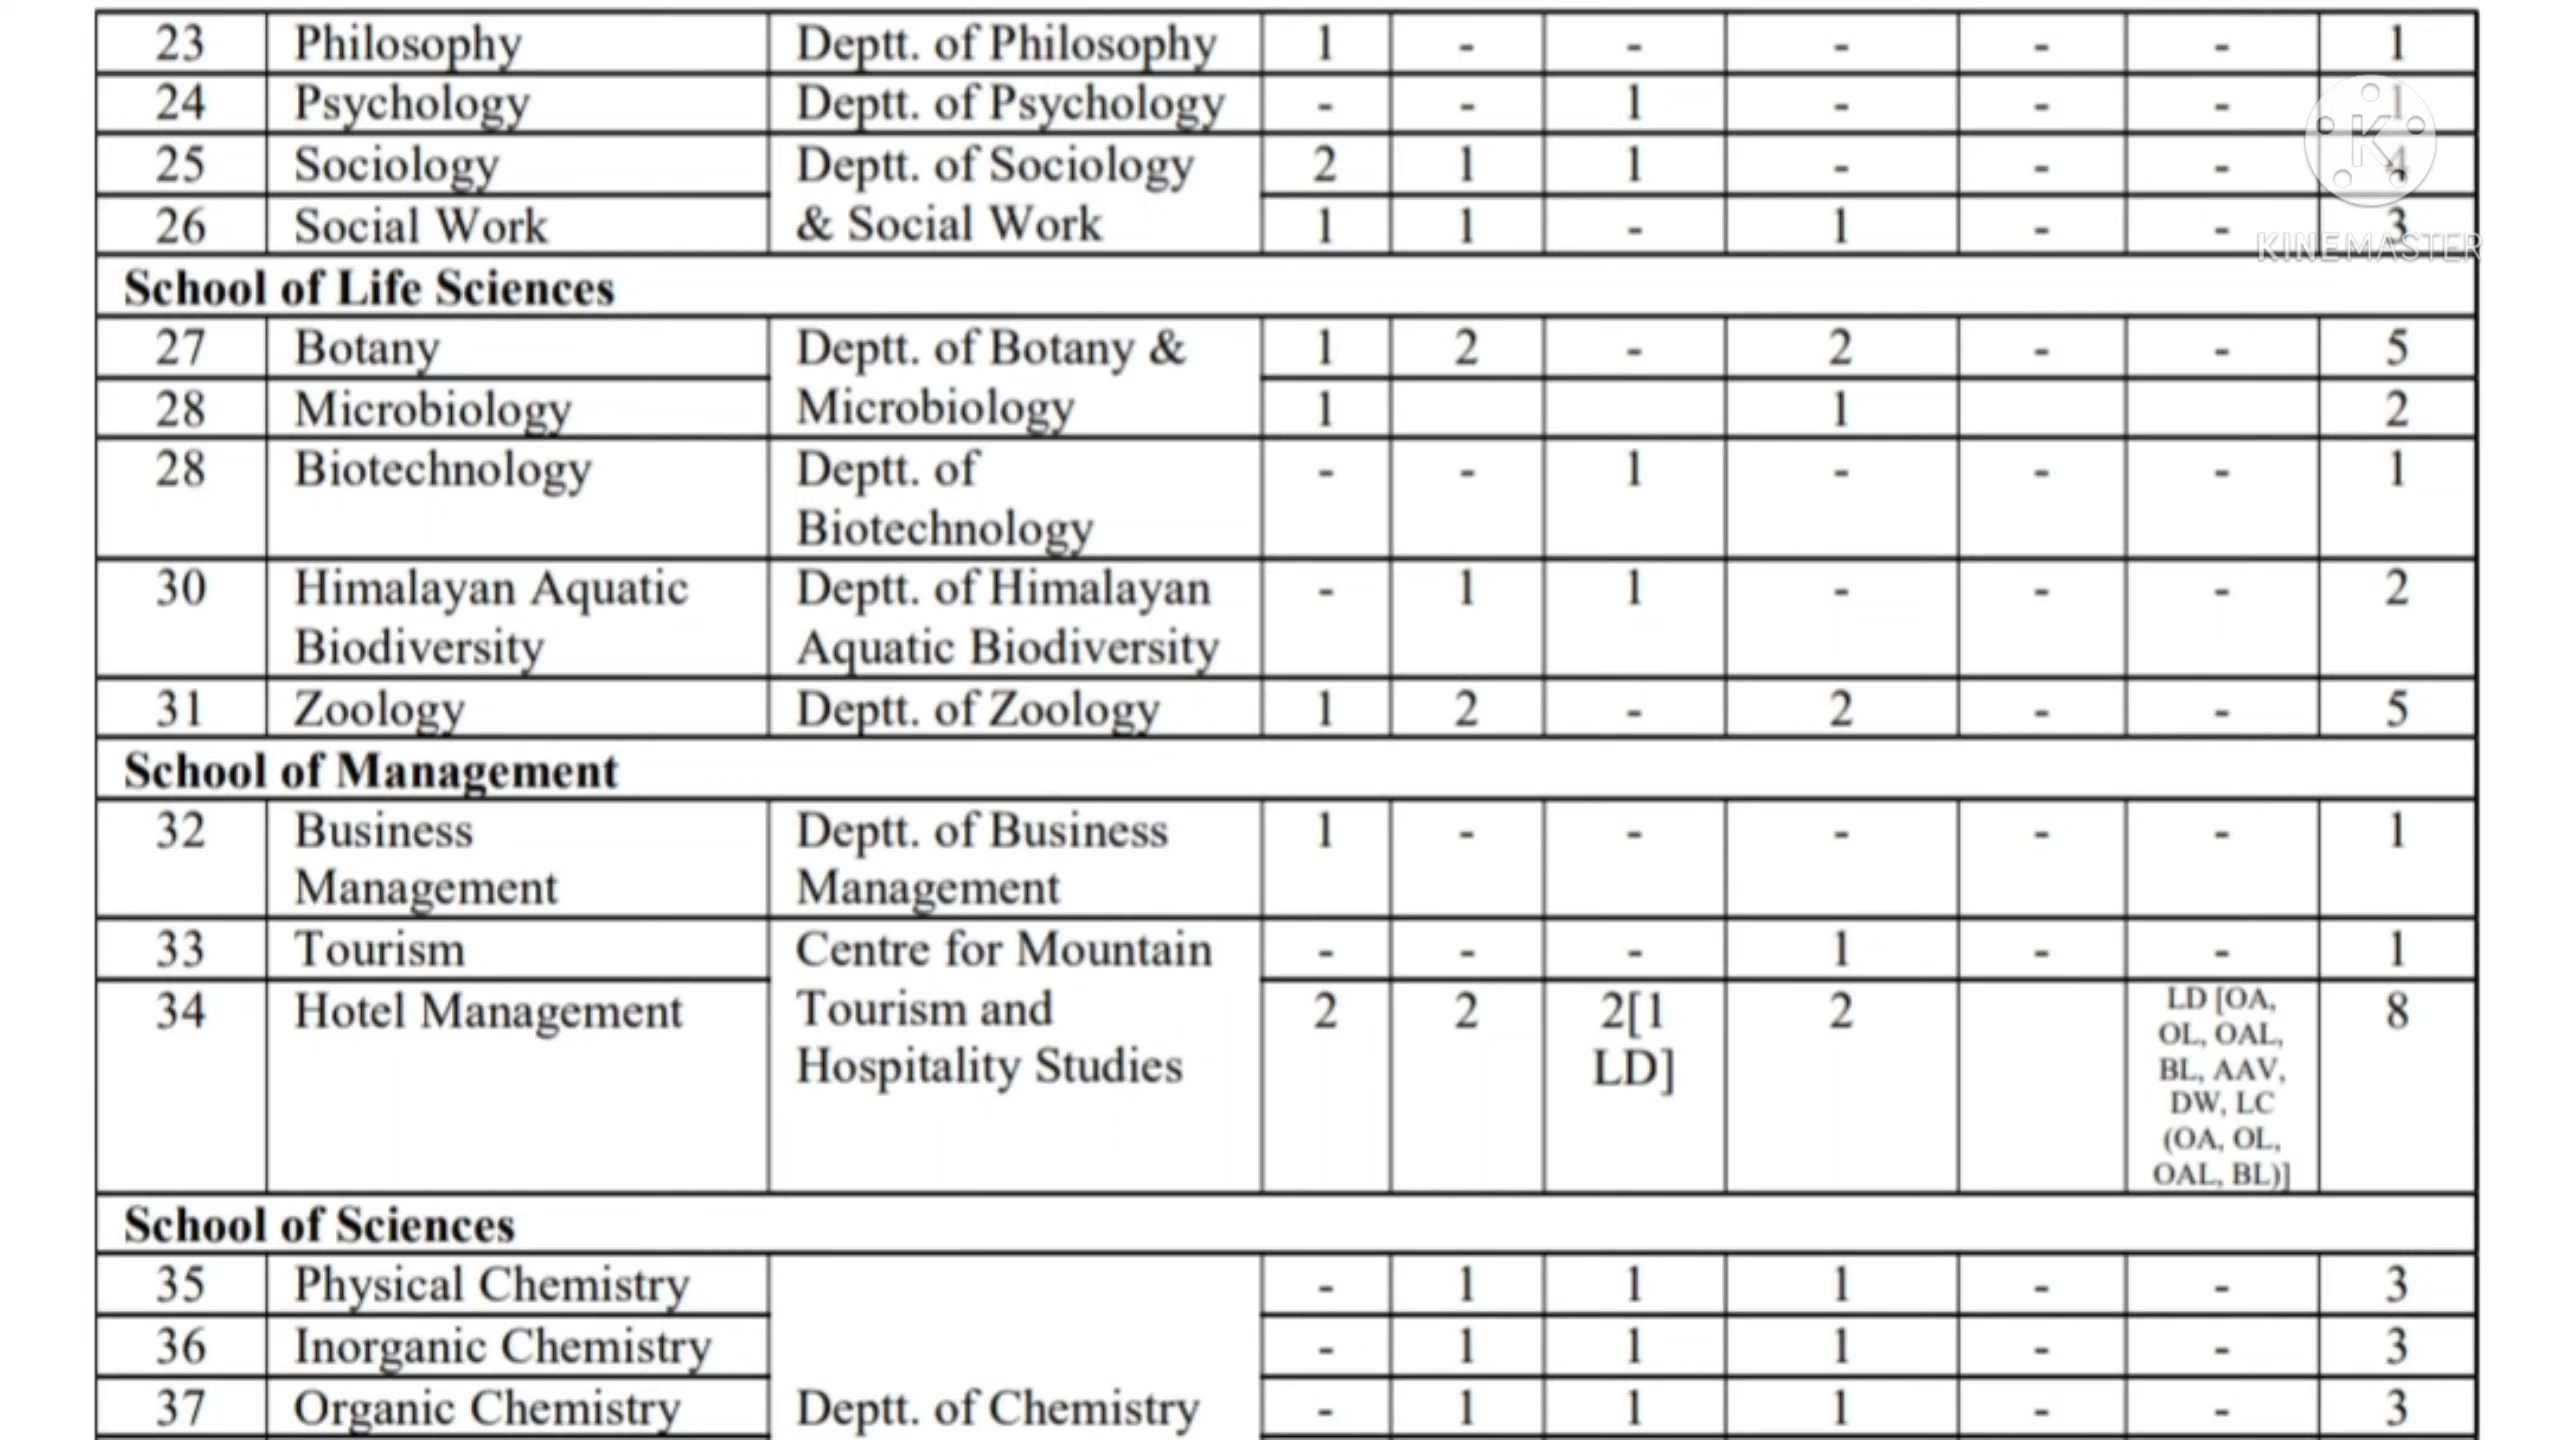 23 Philosophy Deptt. of Philosophy 1 - - - - - 1
24 Psychology Deptt. of Psychology - - 1 - - - 1
25 Sociology Deptt. of Sociology 2 1 1 - - - 4
26 Social Work & Social Work 1 1 - 1 - - 3
KINEMASTER
School of Life Sciences
27 Botany Deptt. of Botany & 1 2 - 2 - - 5
28 Microbiology Microbiology 1 1 2
28 Biotechnology Deptt. of - - 1 - - - 1
Biotechnology
30 Himalayan Aquatic Deptt. of Himalayan - 1 1 - - - 2
Biodiversity Aquatic Biodiversity
31 Zoology Deptt. of Zoology 1 2 - 2 - - 5
School of Management
32 Business Deptt. of Business 1 - - - - - 1
Management Management
33 Tourism Centre for Mountain - - - 1 - - 1
34 Hotel Management Tourism and 2 2 2[1 2 LD [OA, 8
OL, OAL,
Hospitality Studies LD] BL, AAV,
DW, LC
(OA, OL,
OAL, BL)]
School of Sciences
35 Physical Chemistry - 1 1 1 - - 3
36 Inorganic Chemistry - 1 1 1 - - 3
37 Organic Chemistry Deptt. of Chemistry - 1 1 1 - - 3